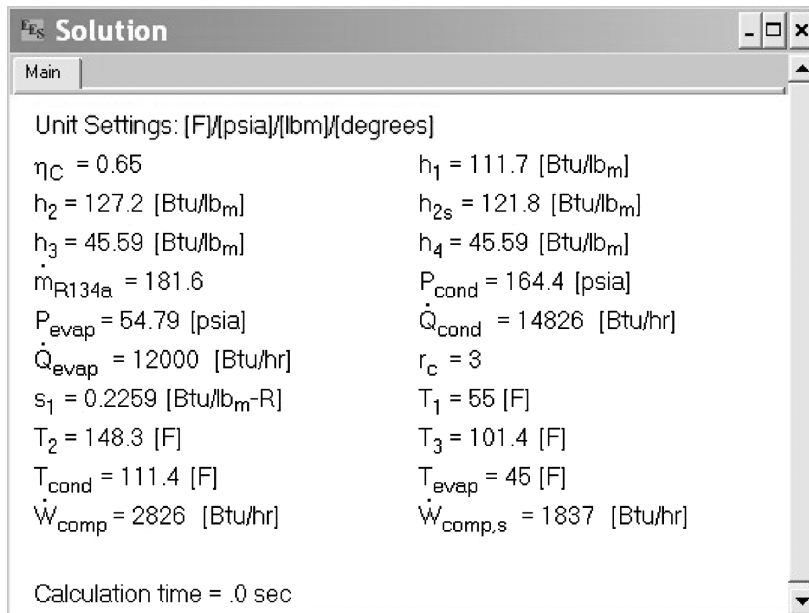 EES Solution
Main
Unit Settings: [F]/[psia]/[lbm]/[degrees]
ηC = 0.65 h1 = 111.7 [Btu/lbm]
h2 = 127.2 [Btu/lbm] h2s = 121.8 [Btu/lbm]
h3 = 45.59 [Btu/lbm] h4 = 45.59 [Btu/lbm]
ṁR134a = 181.6 Pcond = 164.4 [psia]
Pevap = 54.79 [psia] Q̇cond = 14826 [Btu/hr]
Q̇evap = 12000 [Btu/hr] rc = 3
s1 = 0.2259 [Btu/lbm-R] T1 = 55 [F]
T2 = 148.3 [F] T3 = 101.4 [F]
Tcond = 111.4 [F] Tevap = 45 [F]
Ẇcomp = 2826 [Btu/hr] Ẇcomp,s = 1837 [Btu/hr]
Calculation time = .0 sec